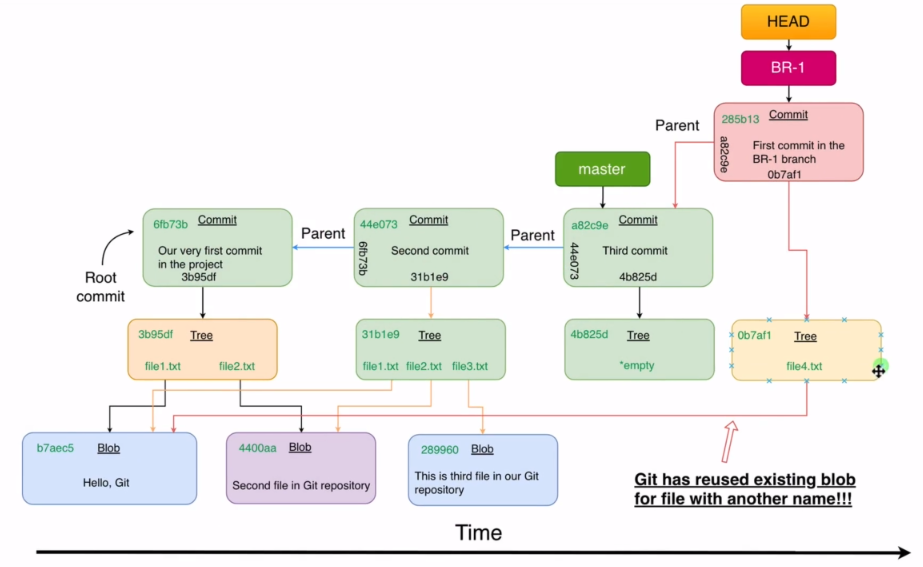 HEAD
BR-1
285b13 Commit
a82c9e
First commit in the
BR-1 branch
0b7af1
Parent
master
6fb73b Commit
Our very first commit
in the project
3b95df
Root
commit
Parent
44e073 Commit
6fb73b
Second commit
31b1e9
Parent
a82c9e Commit
44e073
Third commit
4b825d
3b95df Tree
file1.txt file2.txt
31b1e9 Tree
file1.txt file2.txt file3.txt
4b825d Tree
*empty
0b7af1 Tree
file4.txt
b7aec5 Blob
Hello, Git
4400aa Blob
Second file in Git repository
289960 Blob
This is third file in our Git
repository
Git has reused existing blob
for file with another name!!!
Time